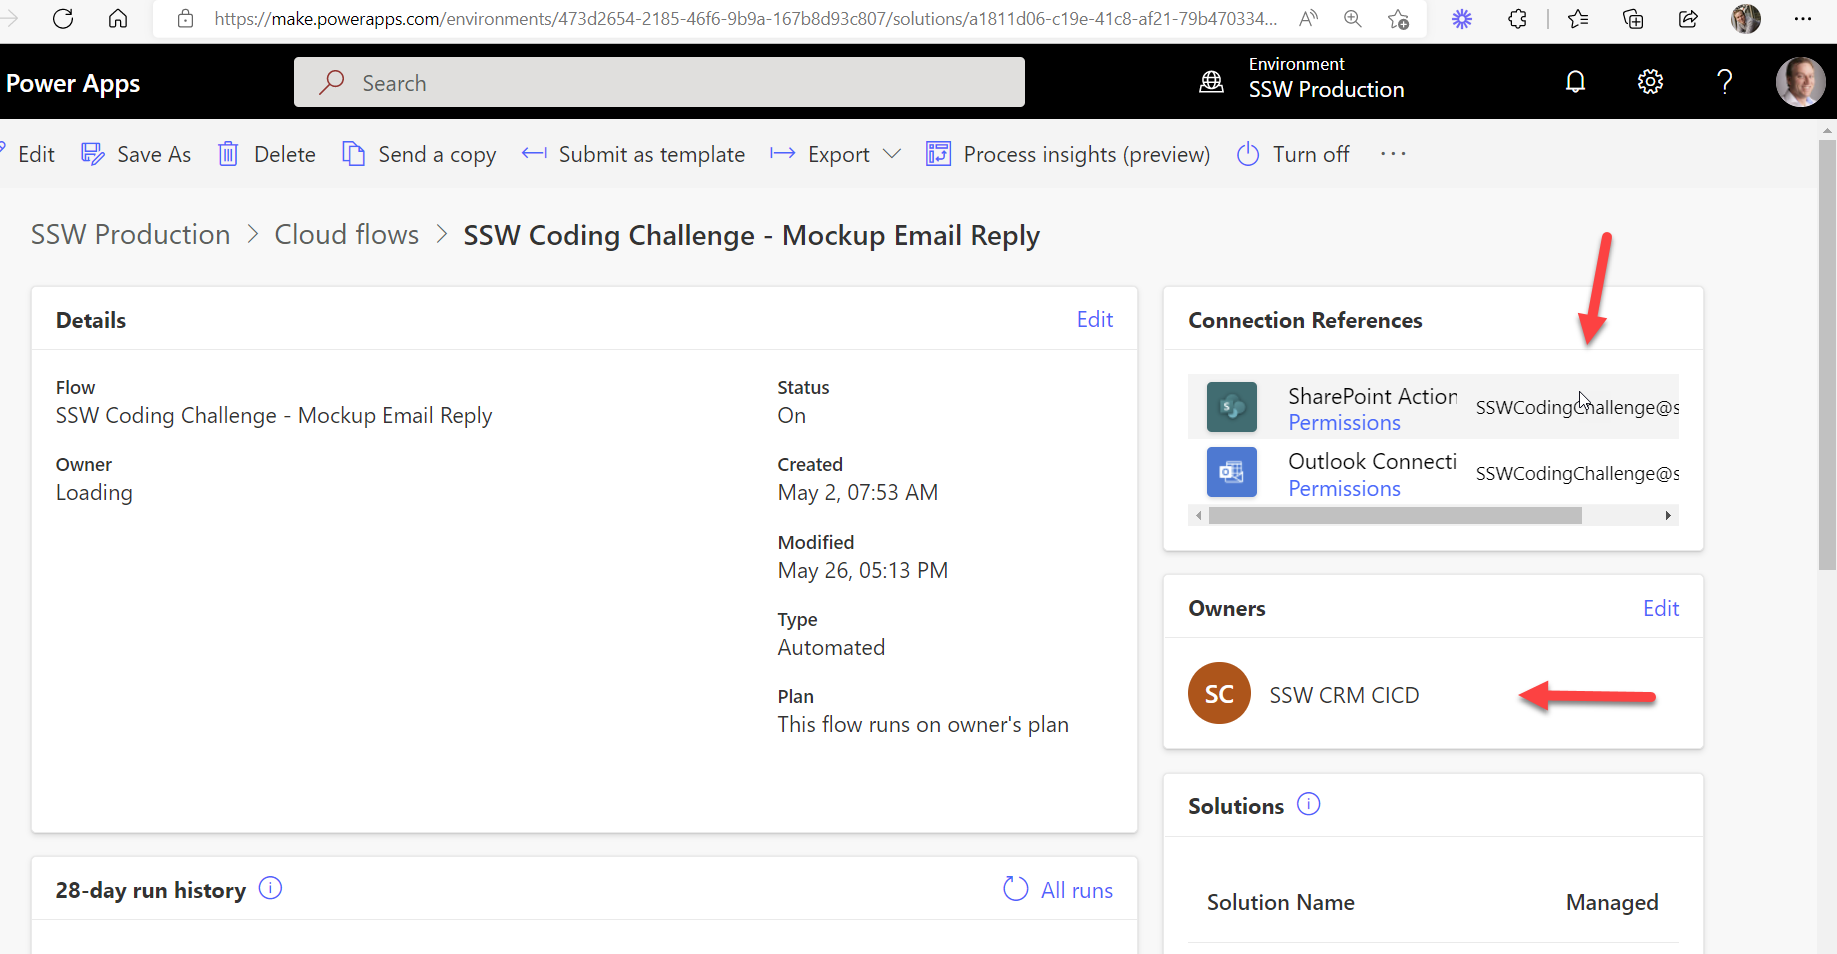 https://make.powerapps.com/environments/473d2654-2185-46f6-9b9a-167b8d93c807/solutions/a1811d06-c19e-41c8-af21-79b470334...
Power Apps
Search
Environment
SSW Production
Edit
Save As
Delete
Send a copy
Submit as template
Export
Process insights (preview)
Turn off
SSW Production > Cloud flows > SSW Coding Challenge - Mockup Email Reply
Details
Edit
Flow
SSW Coding Challenge - Mockup Email Reply
Owner
Loading
Status
On
Created
May 2, 07:53 AM
Modified
May 26, 05:13 PM
Type
Automated
Plan
This flow runs on owner's plan
Connection References
SharePoint Action
Permissions
SSWCodingChallenge@s
Outlook Connecti
Permissions
SSWCodingChallenge@s
Owners
Edit
SC
SSW CRM CICD
Solutions
Solution Name
Managed
28-day run history
All runs